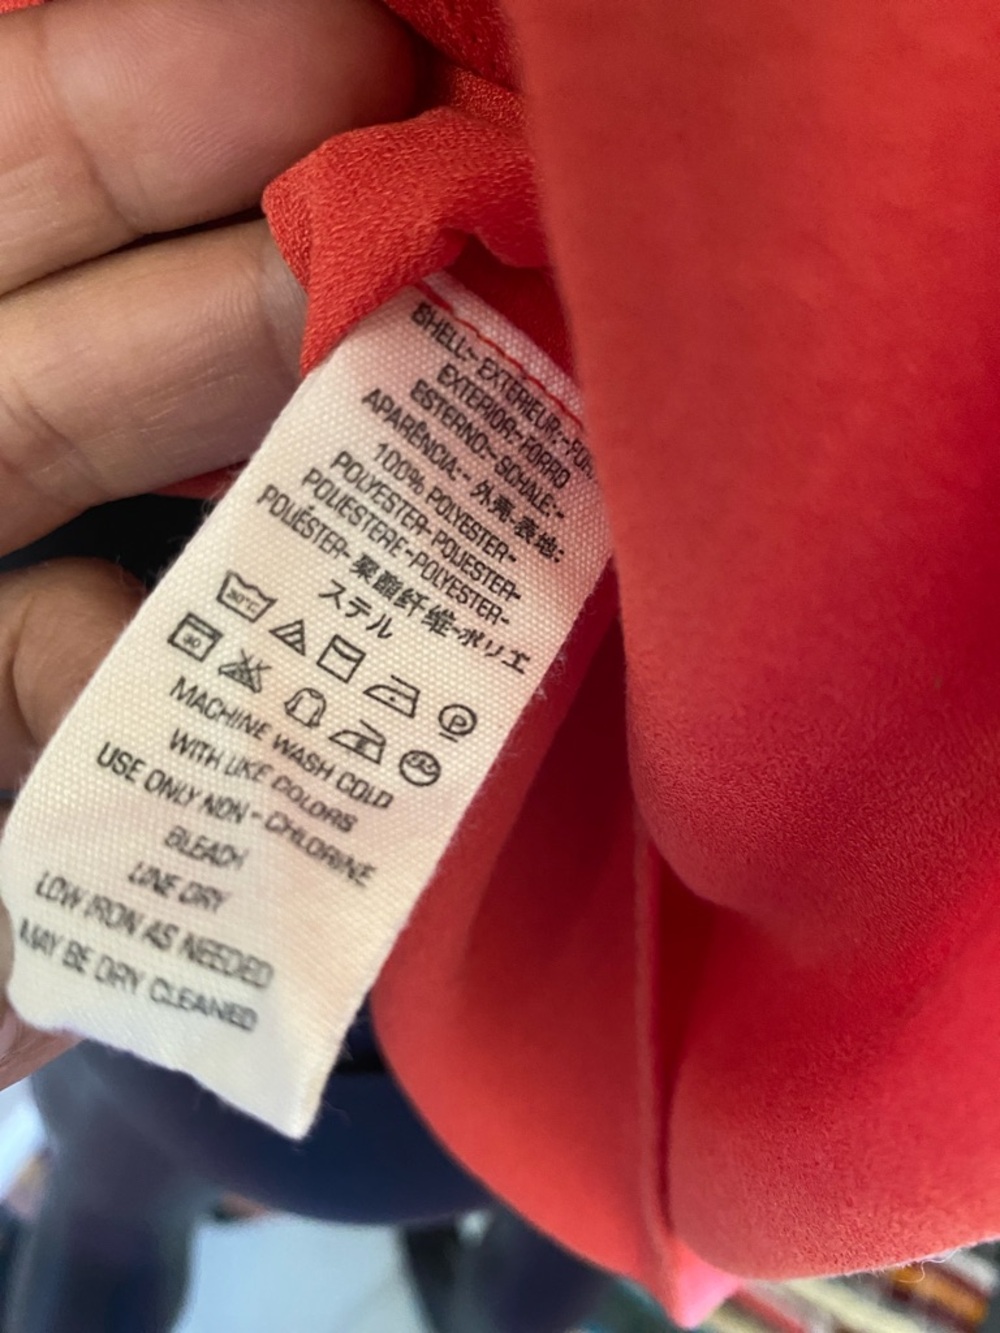 SHELL~ EXTÉRIEUR:-
EXTERIOR-FORRO
ESTERNO~ SCHALE:-
APARÊNCIA:- 外壳-表地:
100% POLYESTER-
POLYESTER- POLIESTER-
POLIESTERE-POLYESTER-
POLIÉSTER- 聚酯纤维-ポリエ
ステル
30°C
P
30
MACHINE WASH COLD
WITH LIKE COLORS
USE ONLY NON - CHLORINE
BLEACH
LINE DRY
LOW IRON AS NEEDED
MAY BE DRY CLEANED